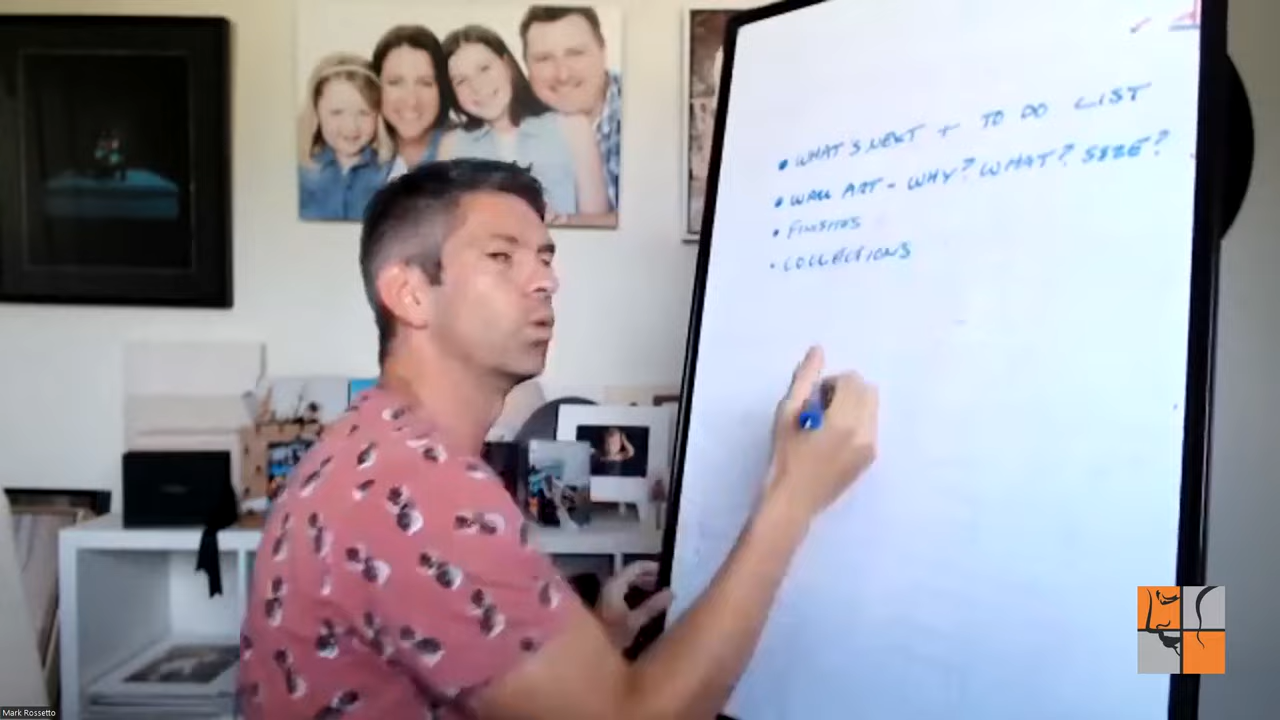 • WHAT'S NEXT + TO DO LIST
• WALL ART - WHY? WHAT? SIZE?
• FINISHES
• COLLECTIONS
Mark Rossetto